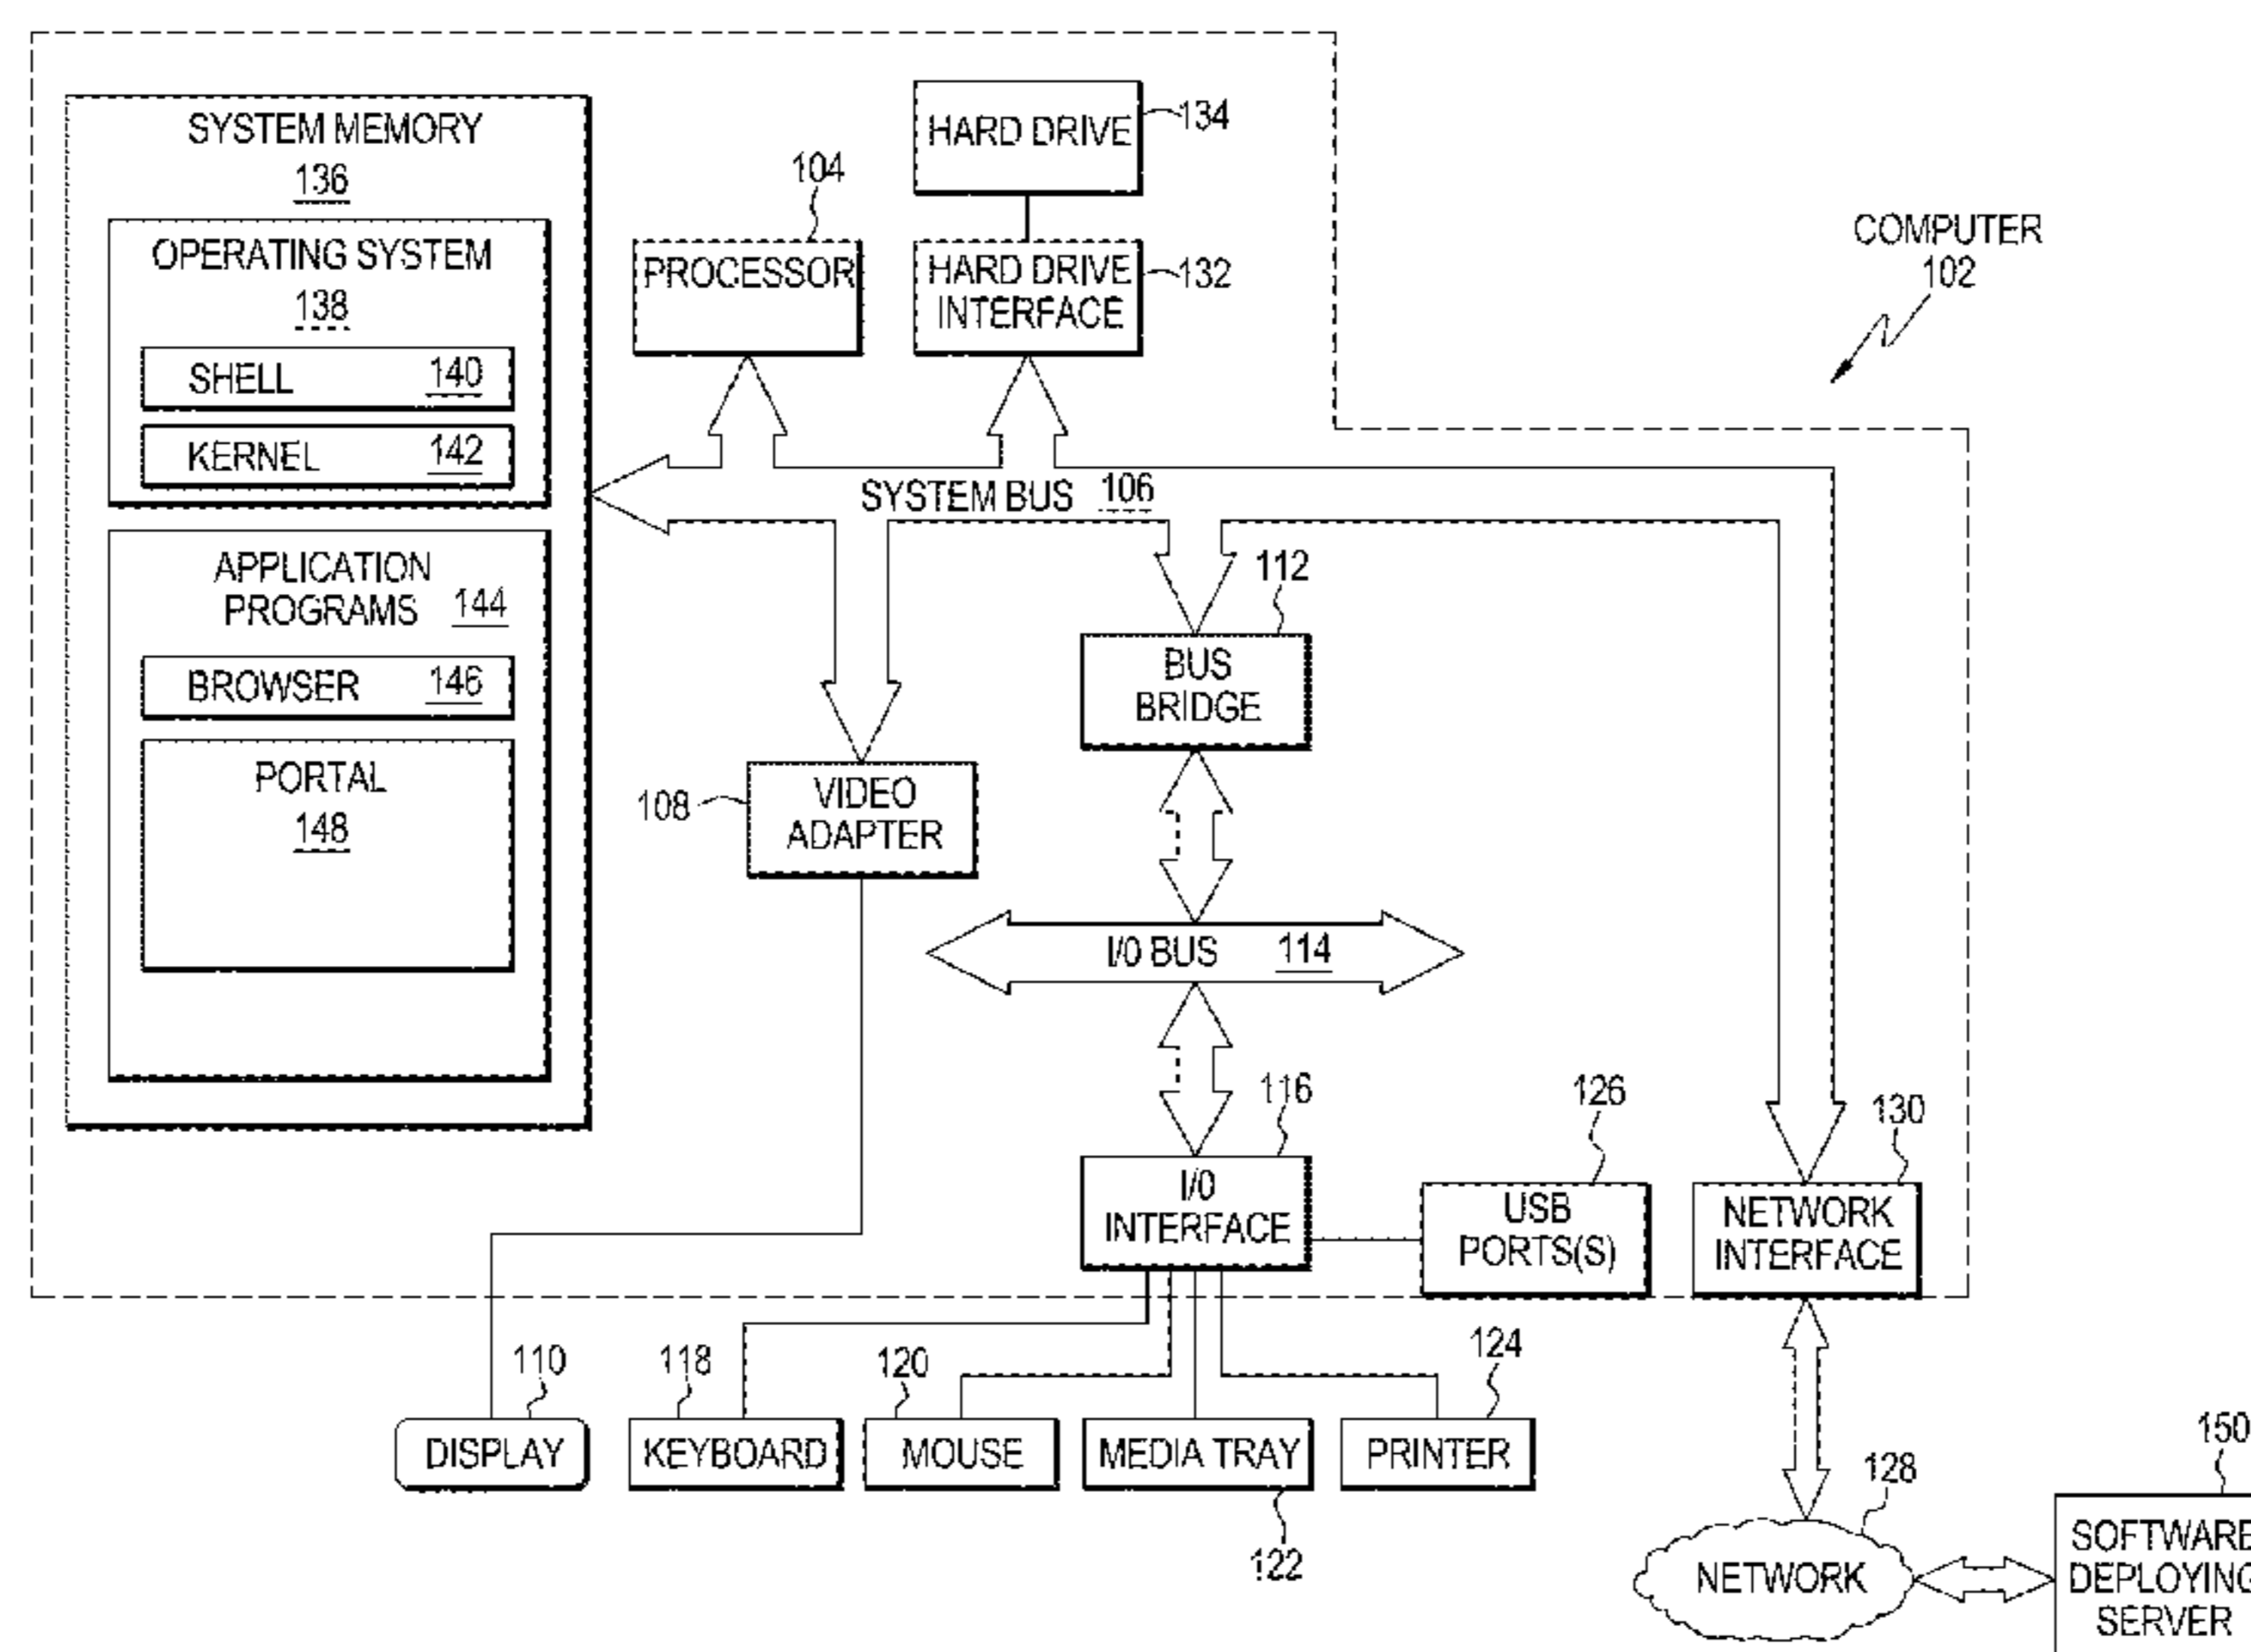 SYSTEM MEMORY
136
OPERATING SYSTEM
138
SHELL 140
KERNEL 142
APPLICATION
PROGRAMS 144
BROWSER 146
PORTAL
148
104
PROCESSOR
HARD DRIVE
134
HARD DRIVE
INTERFACE
132
COMPUTER
102
SYSTEM BUS 106
112
BUS
BRIDGE
108
VIDEO
ADAPTER
I/O BUS 114
116
I/O
INTERFACE
126
USB
PORTS(S)
130
NETWORK
INTERFACE
110
DISPLAY
118
KEYBOARD
120
MOUSE
MEDIA TRAY
122
124
PRINTER
128
NETWORK
150
SOFTWARE
DEPLOYING
SERVER